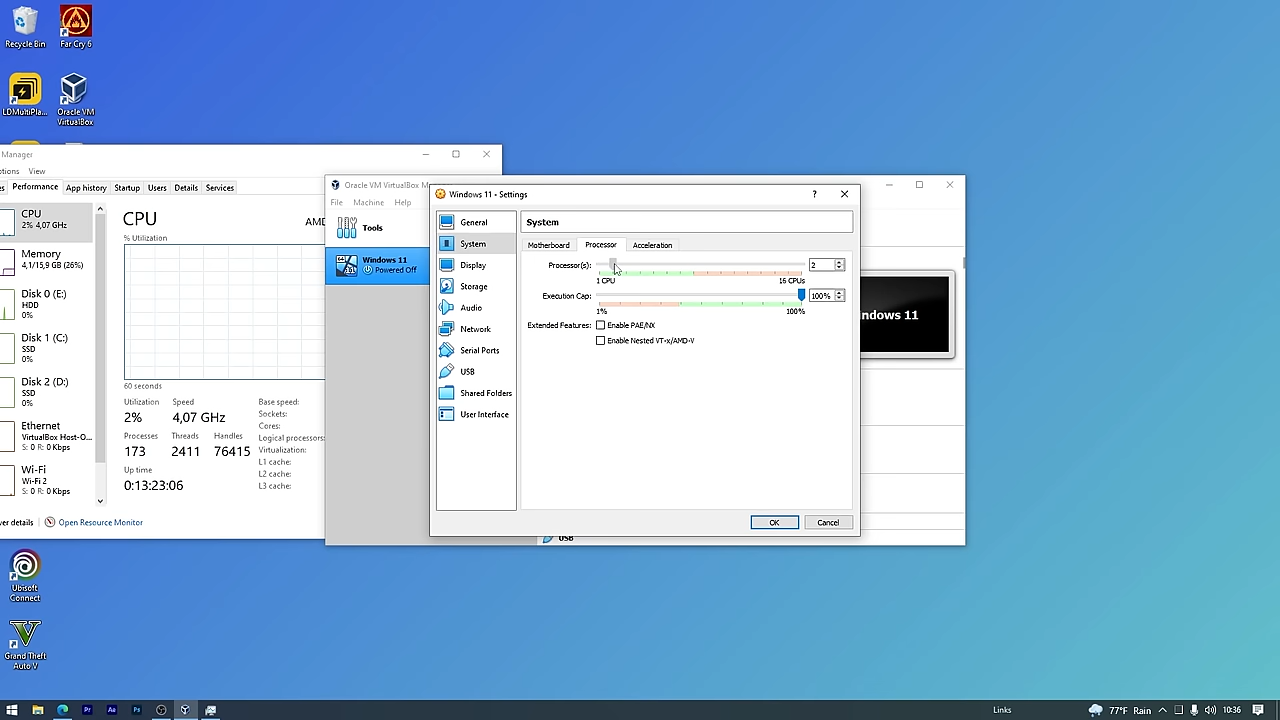 Recycle Bin
Far Cry 6
LDMultiPla...
Oracle VM
VirtualBox
Manager
View
Performance
App history
Startup
Users
Details
Services
CPU
2% 4,07 GHz
Memory
4,1/15,9 GB (26%)
Disk 0 (E:)
HDD
0%
Disk 1 (C:)
SSD
0%
Disk 2 (D:)
SSD
0%
Ethernet
VirtualBox Host-O...
S: 0 R: 0 Kbps
Wi-Fi
Wi-Fi 2
S: 0 R: 0 Kbps
CPU
AMD
% Utilization
60 seconds
Utilization
2%
Speed
4,07 GHz
Processes
173
Threads
2411
Handles
76415
Up time
0:13:23:06
Base speed:
Sockets:
Cores:
Logical processors:
Virtualization:
L1 cache:
L2 cache:
L3 cache:
Open Resource Monitor
Oracle VM VirtualBox M
File
Machine
Help
Tools
Windows 11
Powered Off
Windows 11 - Settings
?
General
System
Display
Storage
Audio
Network
Serial Ports
USB
Shared Folders
User Interface
System
Motherboard
Processor
Acceleration
Processor(s):
2
1 CPU
16 CPUs
Execution Cap:
100%
1%
100%
Extended Features:
Enable PAE/NX
Enable Nested VT-x/AMD-V
OK
Cancel
ndows 11
USB
Ubisoft
Connect
Grand Theft
Auto V
Pr
Ae
Ps
Links
77°F Rain
10:36